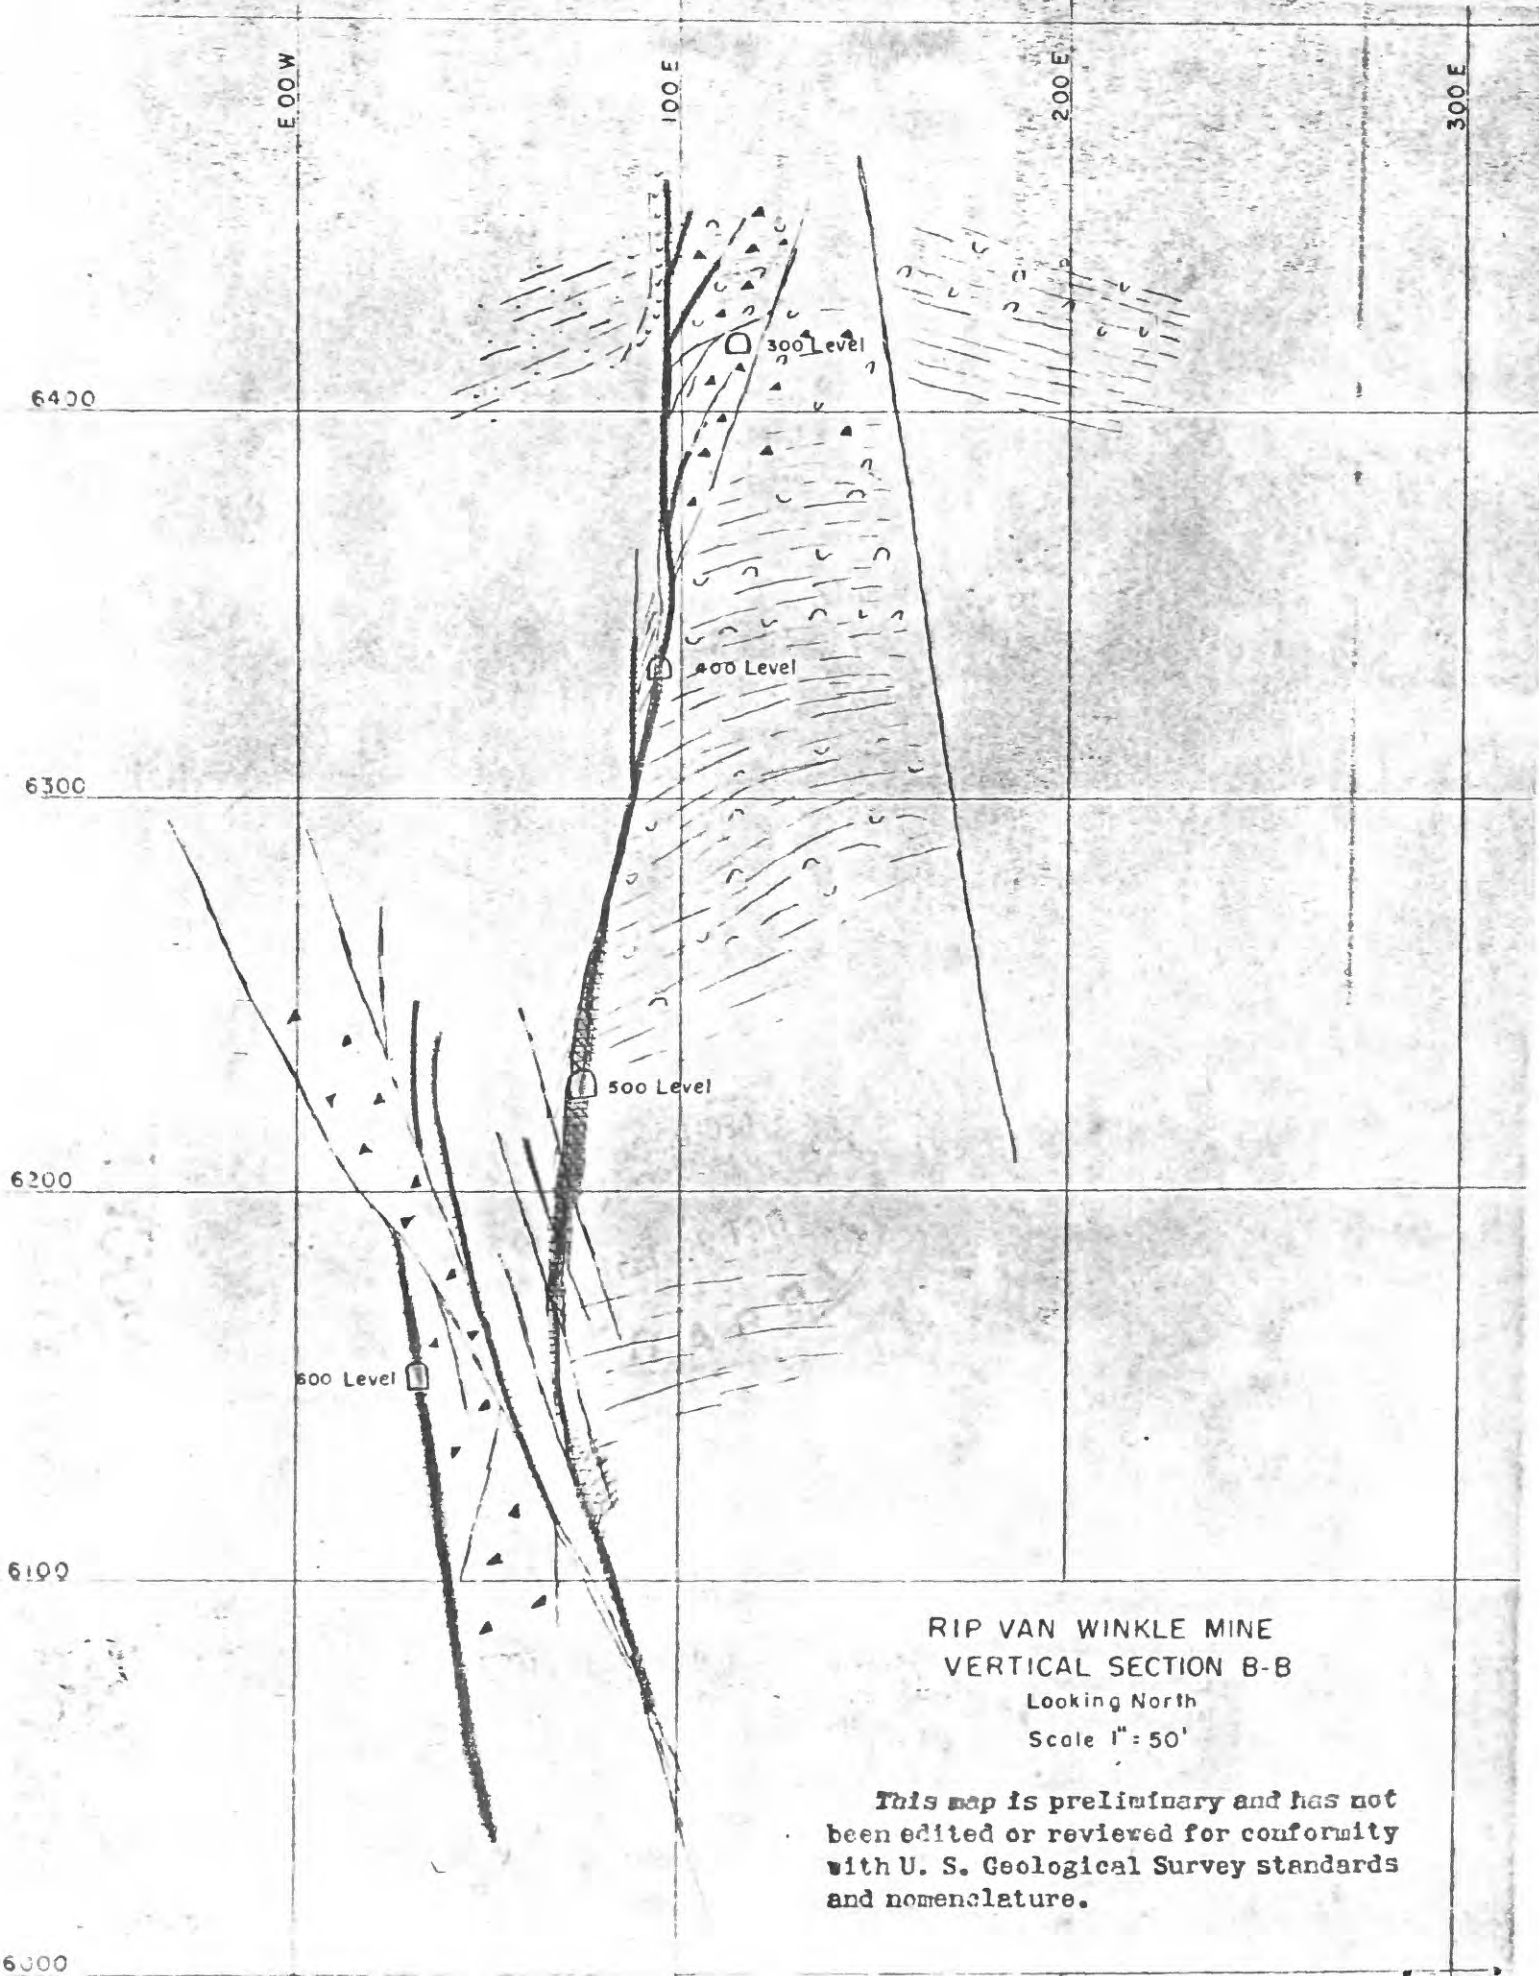 E 00 W
100 E
200 E
300 E
300 Level
6400
400 Level
6300
500 Level
6200
600 Level
6100
RIP VAN WINKLE MINE
VERTICAL SECTION B-B
Looking North
Scale 1" = 50'
This map is preliminary and has not
been edited or reviewed for conformity
with U. S. Geological Survey standards
and nomenclature.
6000